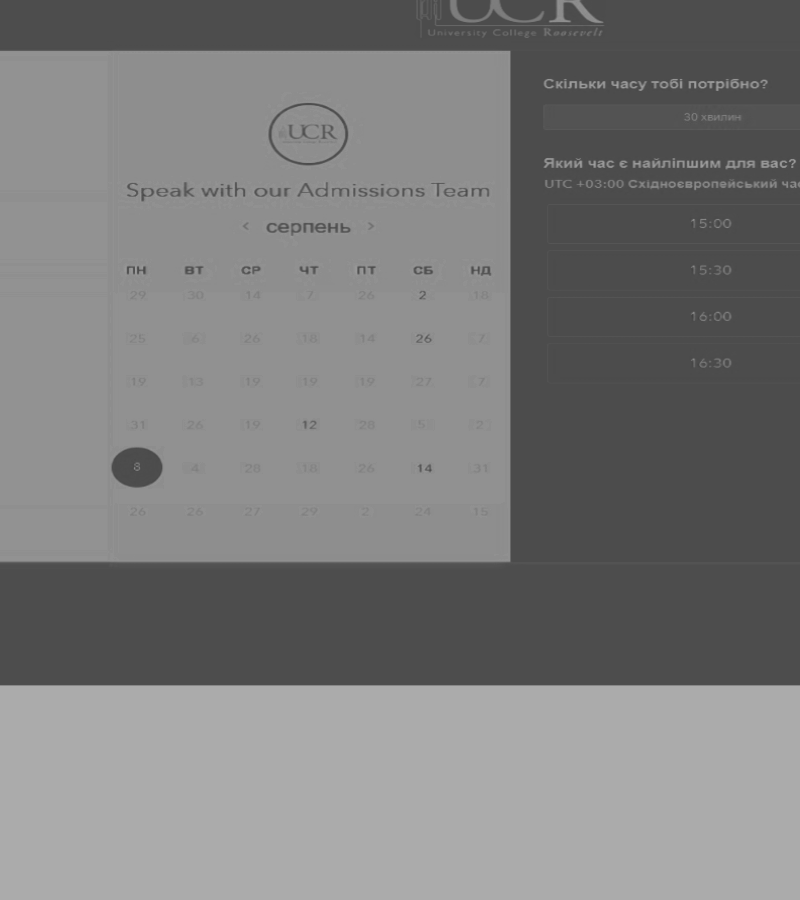 UCR
University College Roosevelt
UCR
Speak with our Admissions Team
‹ серпень ›
ПН ВТ СР ЧТ ПТ СБ НД
29 30 14 7 26 2 18
25 6 26 18 14 26 7
19 13 19 19 19 27 7
31 26 19 12 28 5 2
8 4 28 18 26 14 31
26 26 27 29 2 24 15
Скільки часу тобі потрібно?
30 хвилин
Який час є найліпшим для вас?
UTC +03:00 Східноєвропейський час
15:00
15:30
16:00
16:30